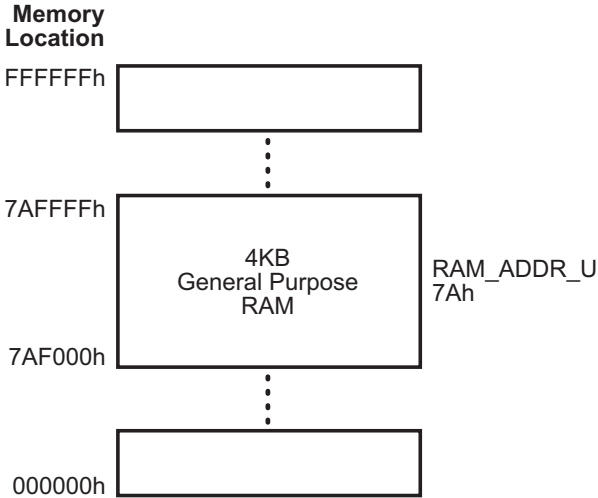 Memory
Location
FFFFFFh
7AFFFFh
4KB
General Purpose
RAM
RAM_ADDR_U
7Ah
7AF000h
000000h